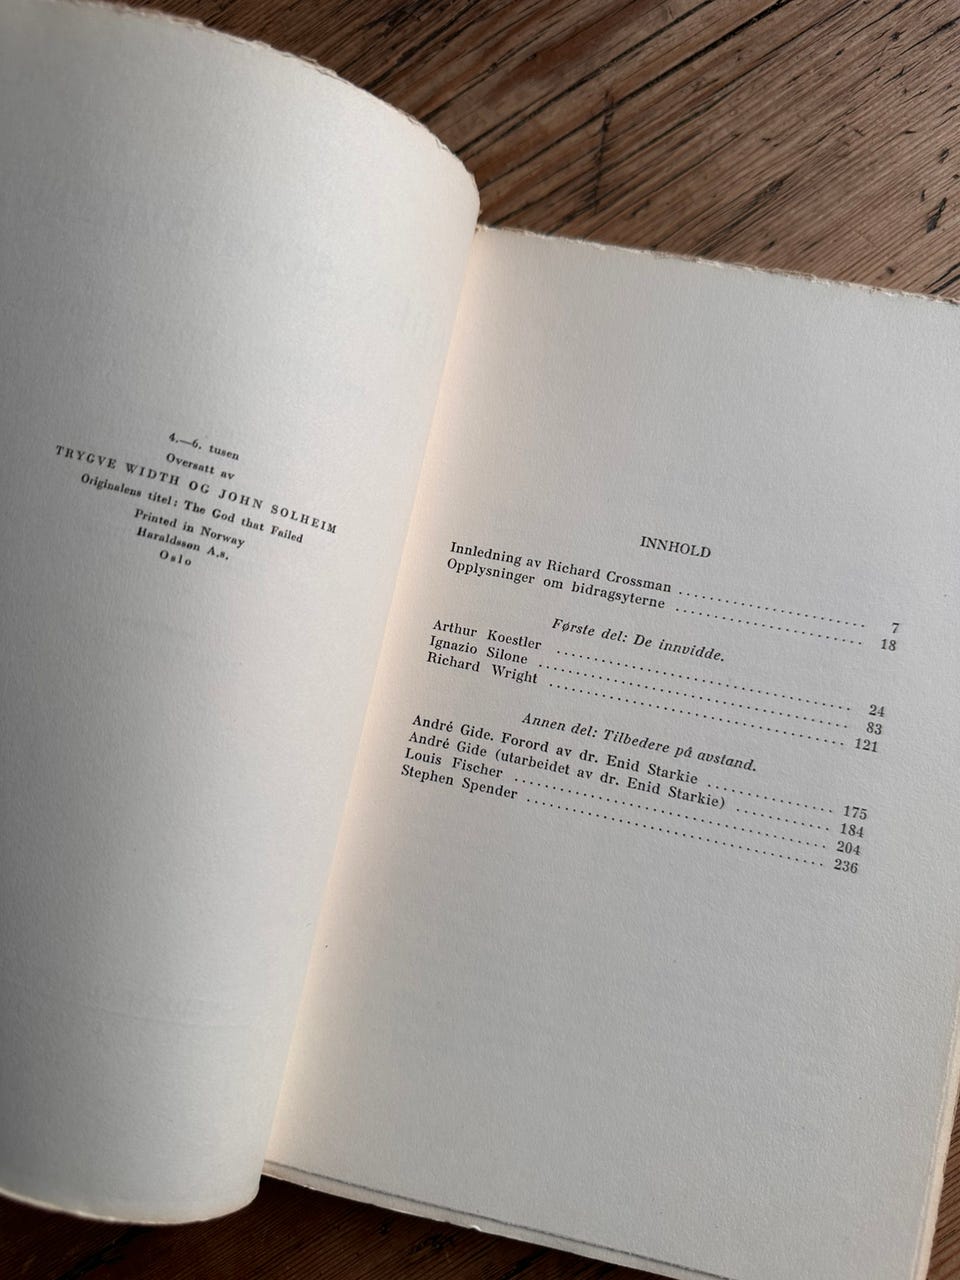 4.—6. tusen
Oversatt av
TRYGVE WIDTH OG JOHN SOLHEIM
Originalens titel: The God that Failed
Printed in Norway
Haraldssøn A.s.
Oslo
INNHOLD
Innledning av Richard Crossman .......................... 7
Opplysninger om bidragsyterne .......................... 18
Første del: De innvidde.
Arthur Koestler .......................... 24
Ignazio Silone .......................... 83
Richard Wright .......................... 121
Annen del: Tilbedere på avstand.
André Gide. Forord av dr. Enid Starkie ............ 175
André Gide (utarbeidet av dr. Enid Starkie) ............ 184
Louis Fischer .......................... 204
Stephen Spender .......................... 236